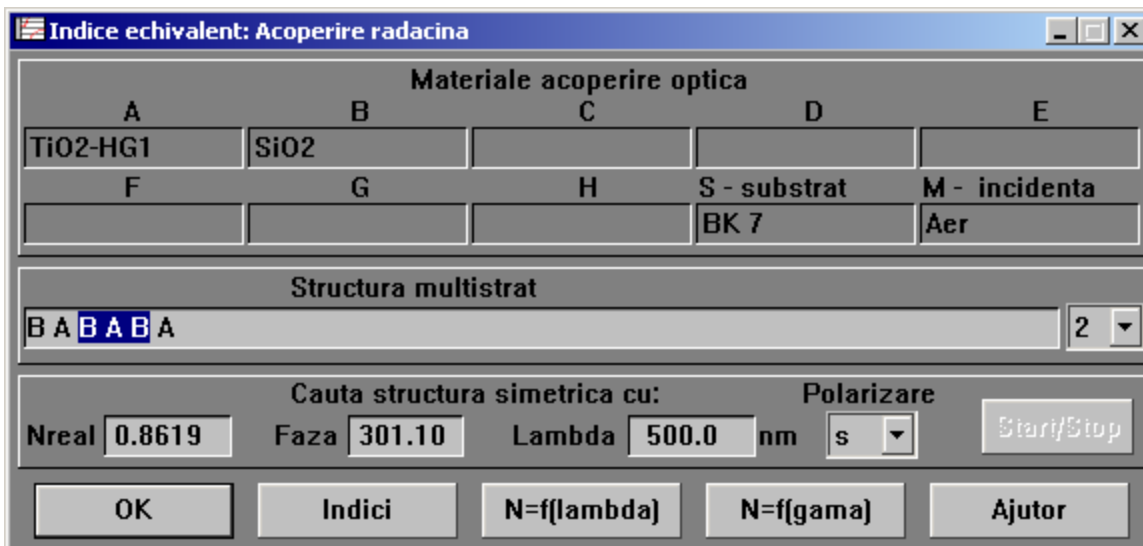 Indice echivalent: Acoperire radacina
Materiale acoperire optica
A B C D E
TiO2-HG1 SiO2
F G H S - substrat M - incidenta
BK 7 Aer
Structura multistrat
B A B A B A 2
Cauta structura simetrica cu: Polarizare
Nreal 0.8619 Faza 301.10 Lambda 500.0 nm s Start/Stop
OK Indici N=f(lambda) N=f(gama) Ajutor